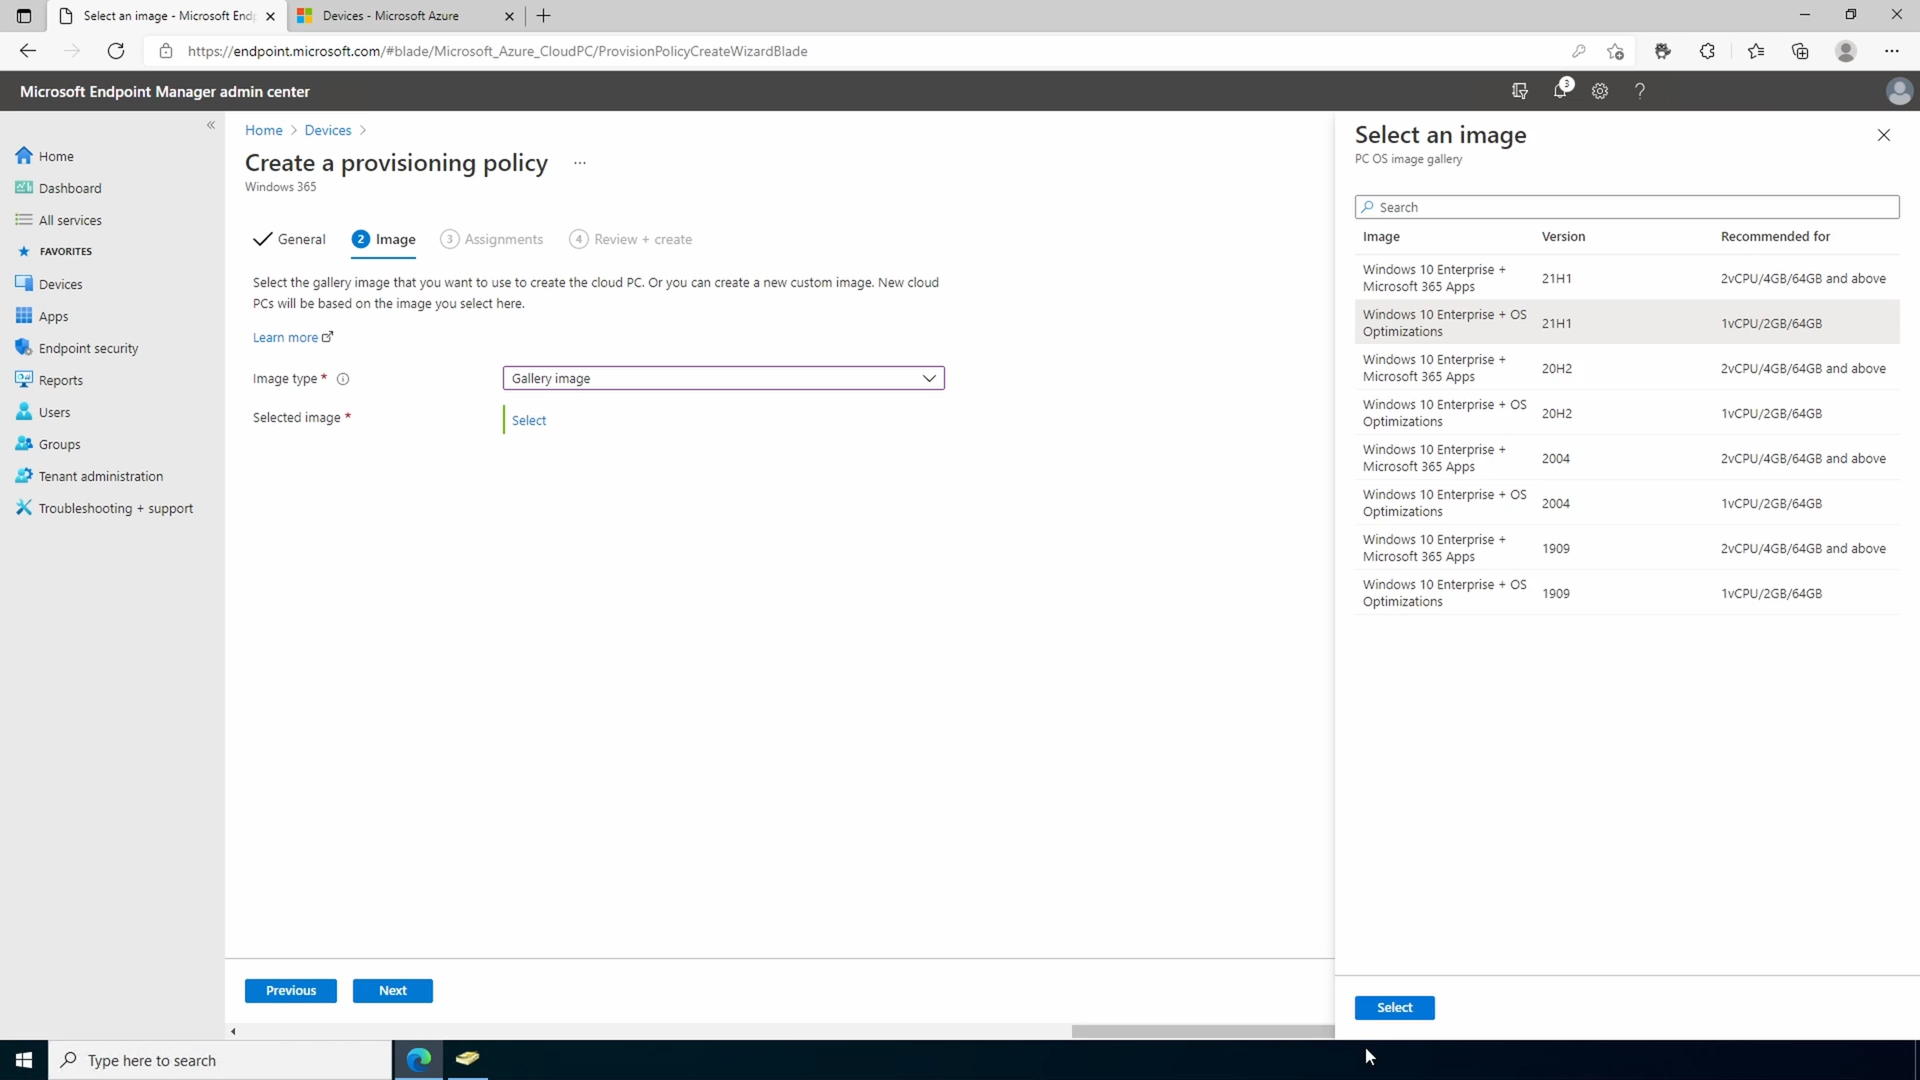 Select an image - Microsoft Endp
Devices - Microsoft Azure
https://endpoint.microsoft.com/#blade/Microsoft_Azure_CloudPC/ProvisionPolicyCreateWizardBlade
Microsoft Endpoint Manager admin center
3
Home
Dashboard
All services
FAVORITES
Devices
Apps
Endpoint security
Reports
Users
Groups
Tenant administration
Troubleshooting + support
Home > Devices >
Create a provisioning policy ...
Windows 365
General
2 Image
3 Assignments
4 Review + create
Select the gallery image that you want to use to create the cloud PC. Or you can create a new custom image. New cloud
PCs will be based on the image you select here.
Learn more
Image type *
Gallery image
Selected image *
Select
Previous
Next
Select an image
PC OS image gallery
Search
Image Version Recommended for
Windows 10 Enterprise +
Microsoft 365 Apps
21H1
2vCPU/4GB/64GB and above
Windows 10 Enterprise + OS
Optimizations
21H1
1vCPU/2GB/64GB
Windows 10 Enterprise +
Microsoft 365 Apps
20H2
2vCPU/4GB/64GB and above
Windows 10 Enterprise + OS
Optimizations
20H2
1vCPU/2GB/64GB
Windows 10 Enterprise +
Microsoft 365 Apps
2004
2vCPU/4GB/64GB and above
Windows 10 Enterprise + OS
Optimizations
2004
1vCPU/2GB/64GB
Windows 10 Enterprise +
Microsoft 365 Apps
1909
2vCPU/4GB/64GB and above
Windows 10 Enterprise + OS
Optimizations
1909
1vCPU/2GB/64GB
Select
Type here to search